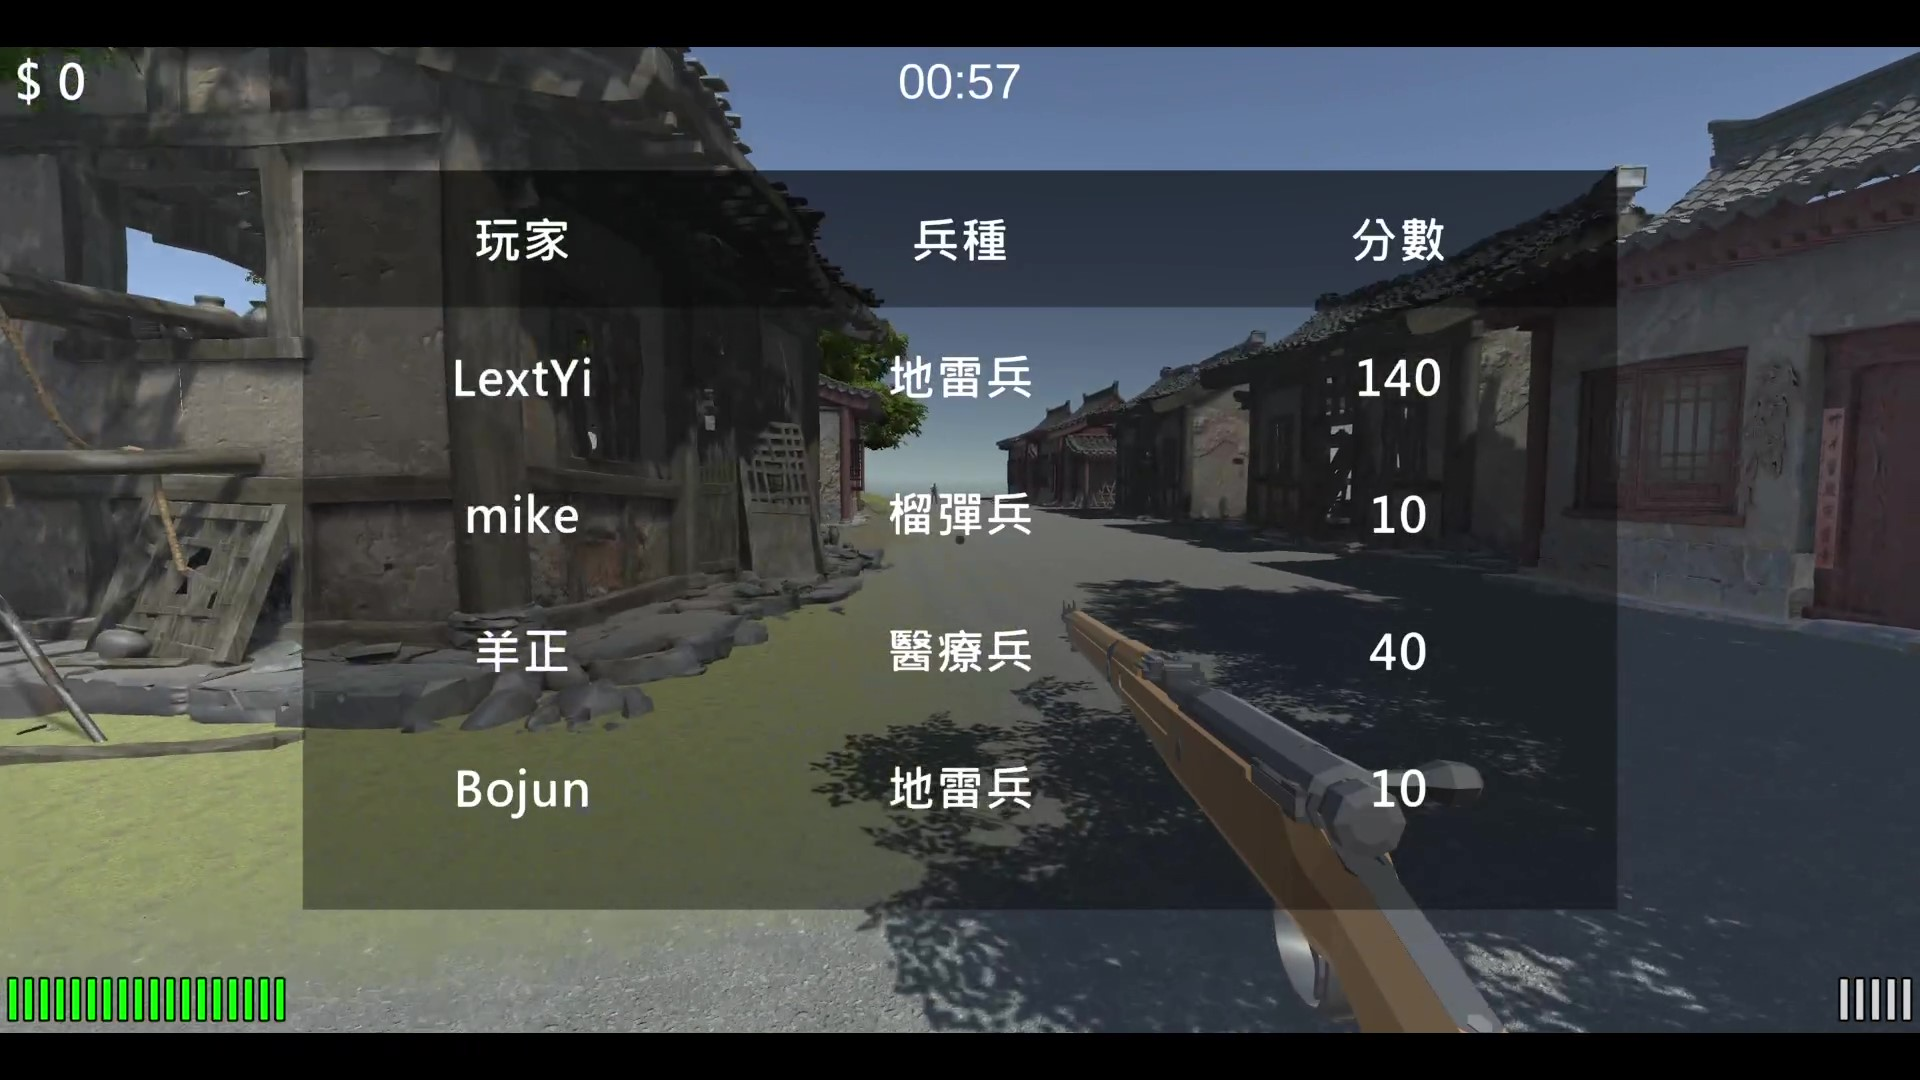 $ 0
00:57
玩家 兵種 分數
LextYi 地雷兵 140
mike 榴彈兵 10
羊正 醫療兵 40
Bojun 地雷兵 10